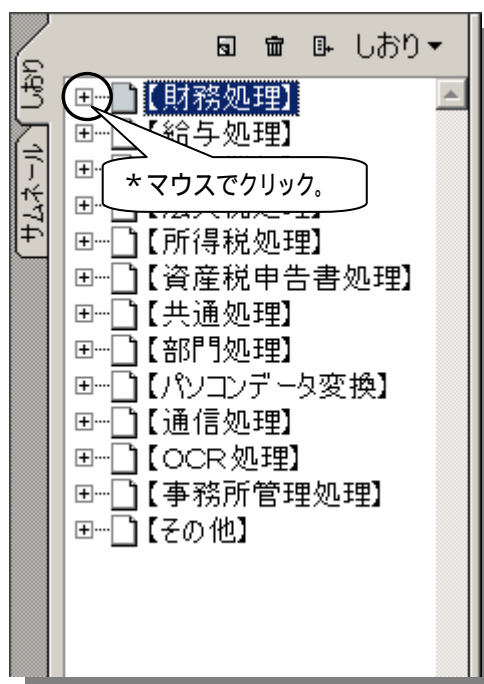 しおり▼
しおり
サムネール
【財務処理】
【給与処理】
*マウスでクリック。
【所得税処理】
【資産税申告書処理】
【共通処理】
【部門処理】
【パソコンデータ変換】
【通信処理】
【OCR処理】
【事務所管理処理】
【その他】